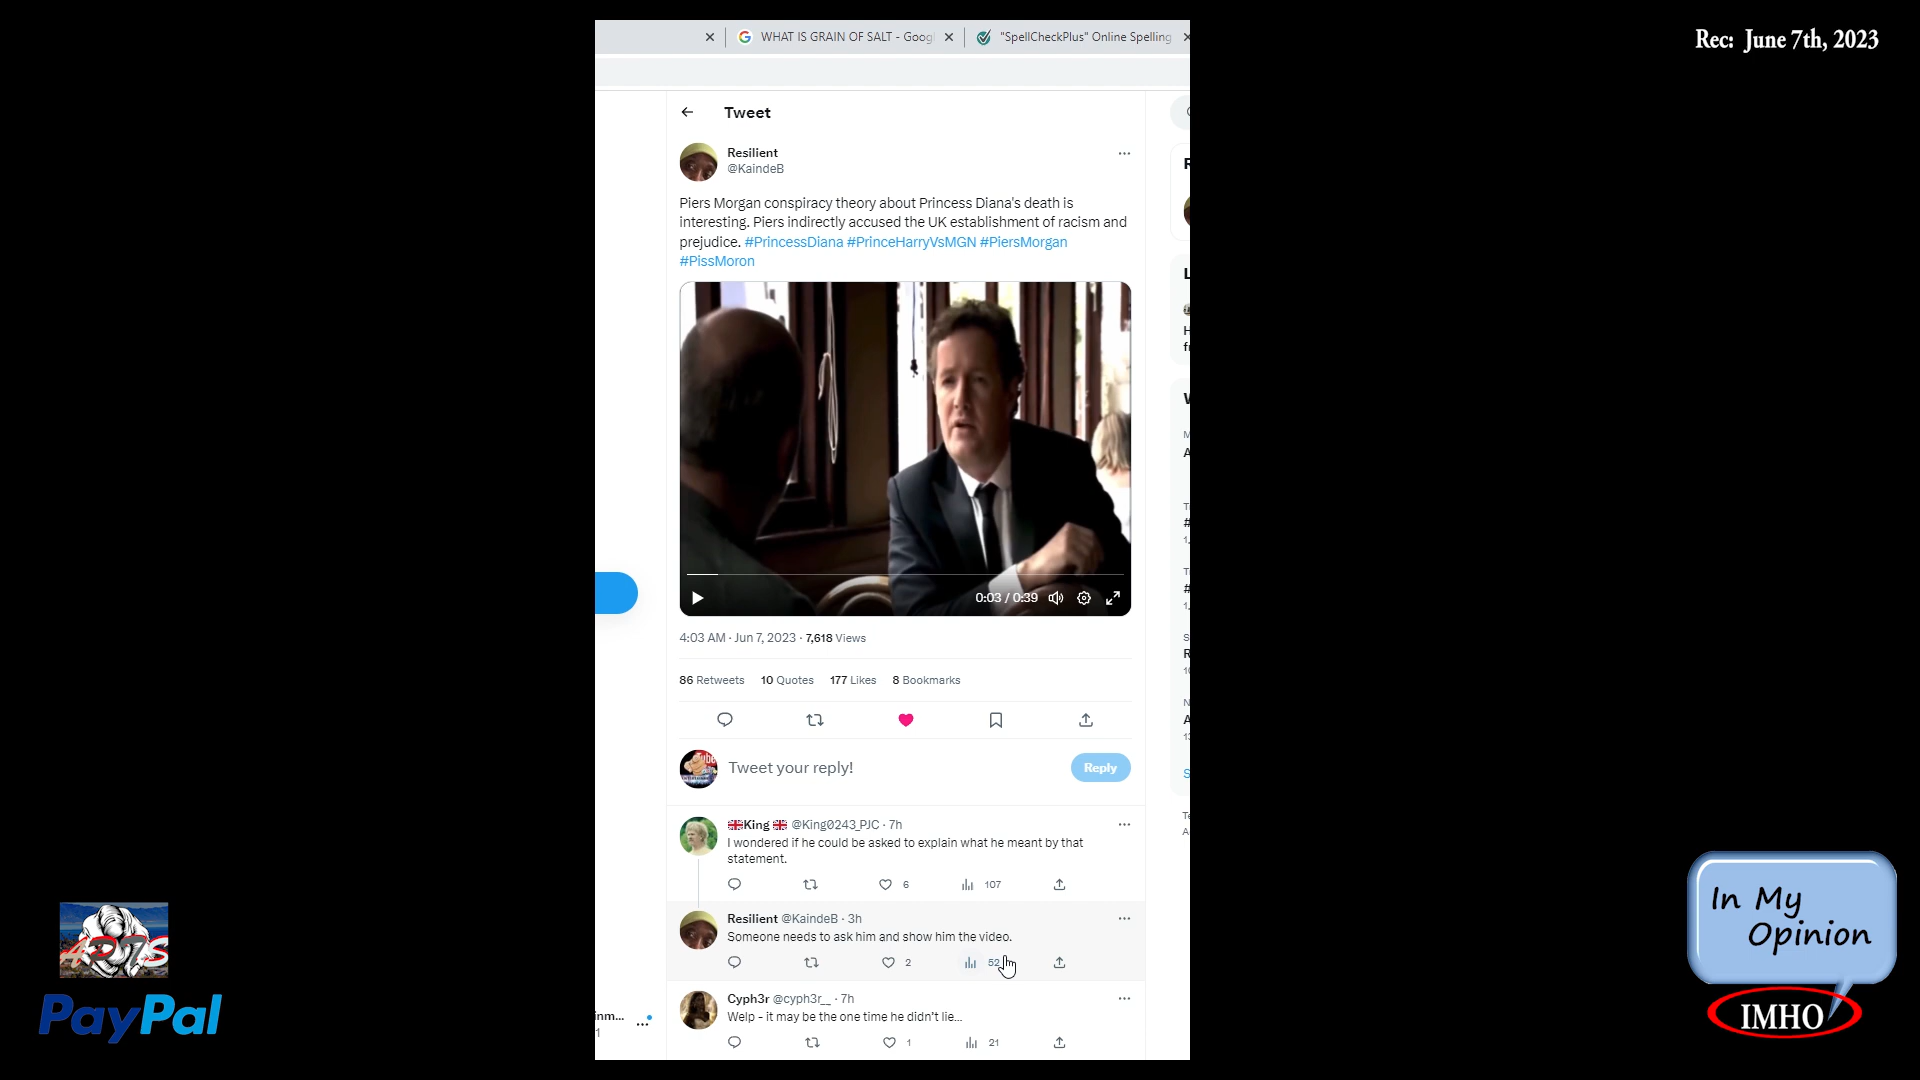 Rec: June 7th, 2023
WHAT IS GRAIN OF SALT - Googl
"SpellCheckPlus" Online Spelling
Tweet
Resilient
@KaindeB
Piers Morgan conspiracy theory about Princess Diana's death is
interesting. Piers indirectly accused the UK establishment of racism and
prejudice. #PrincessDiana #PrinceHarryVsMGN #PiersMorgan
#PissMoron
0:03 / 0:39
4:03 AM · Jun 7, 2023 · 7,618 Views
86 Retweets 10 Quotes 177 Likes 8 Bookmarks
Tweet your reply!
Reply
🇬🇧King 🇬🇧 @King0243_PJC · 7h
I wondered if he could be asked to explain what he meant by that
statement.
6 107
Resilient @KaindeB · 3h
Someone needs to ask him and show him the video.
2 52
Cyph3r @cyph3r__ · 7h
Welp - it may be the one time he didn't lie...
1 21
inm...
PayPal
In My
Opinion
IMHO